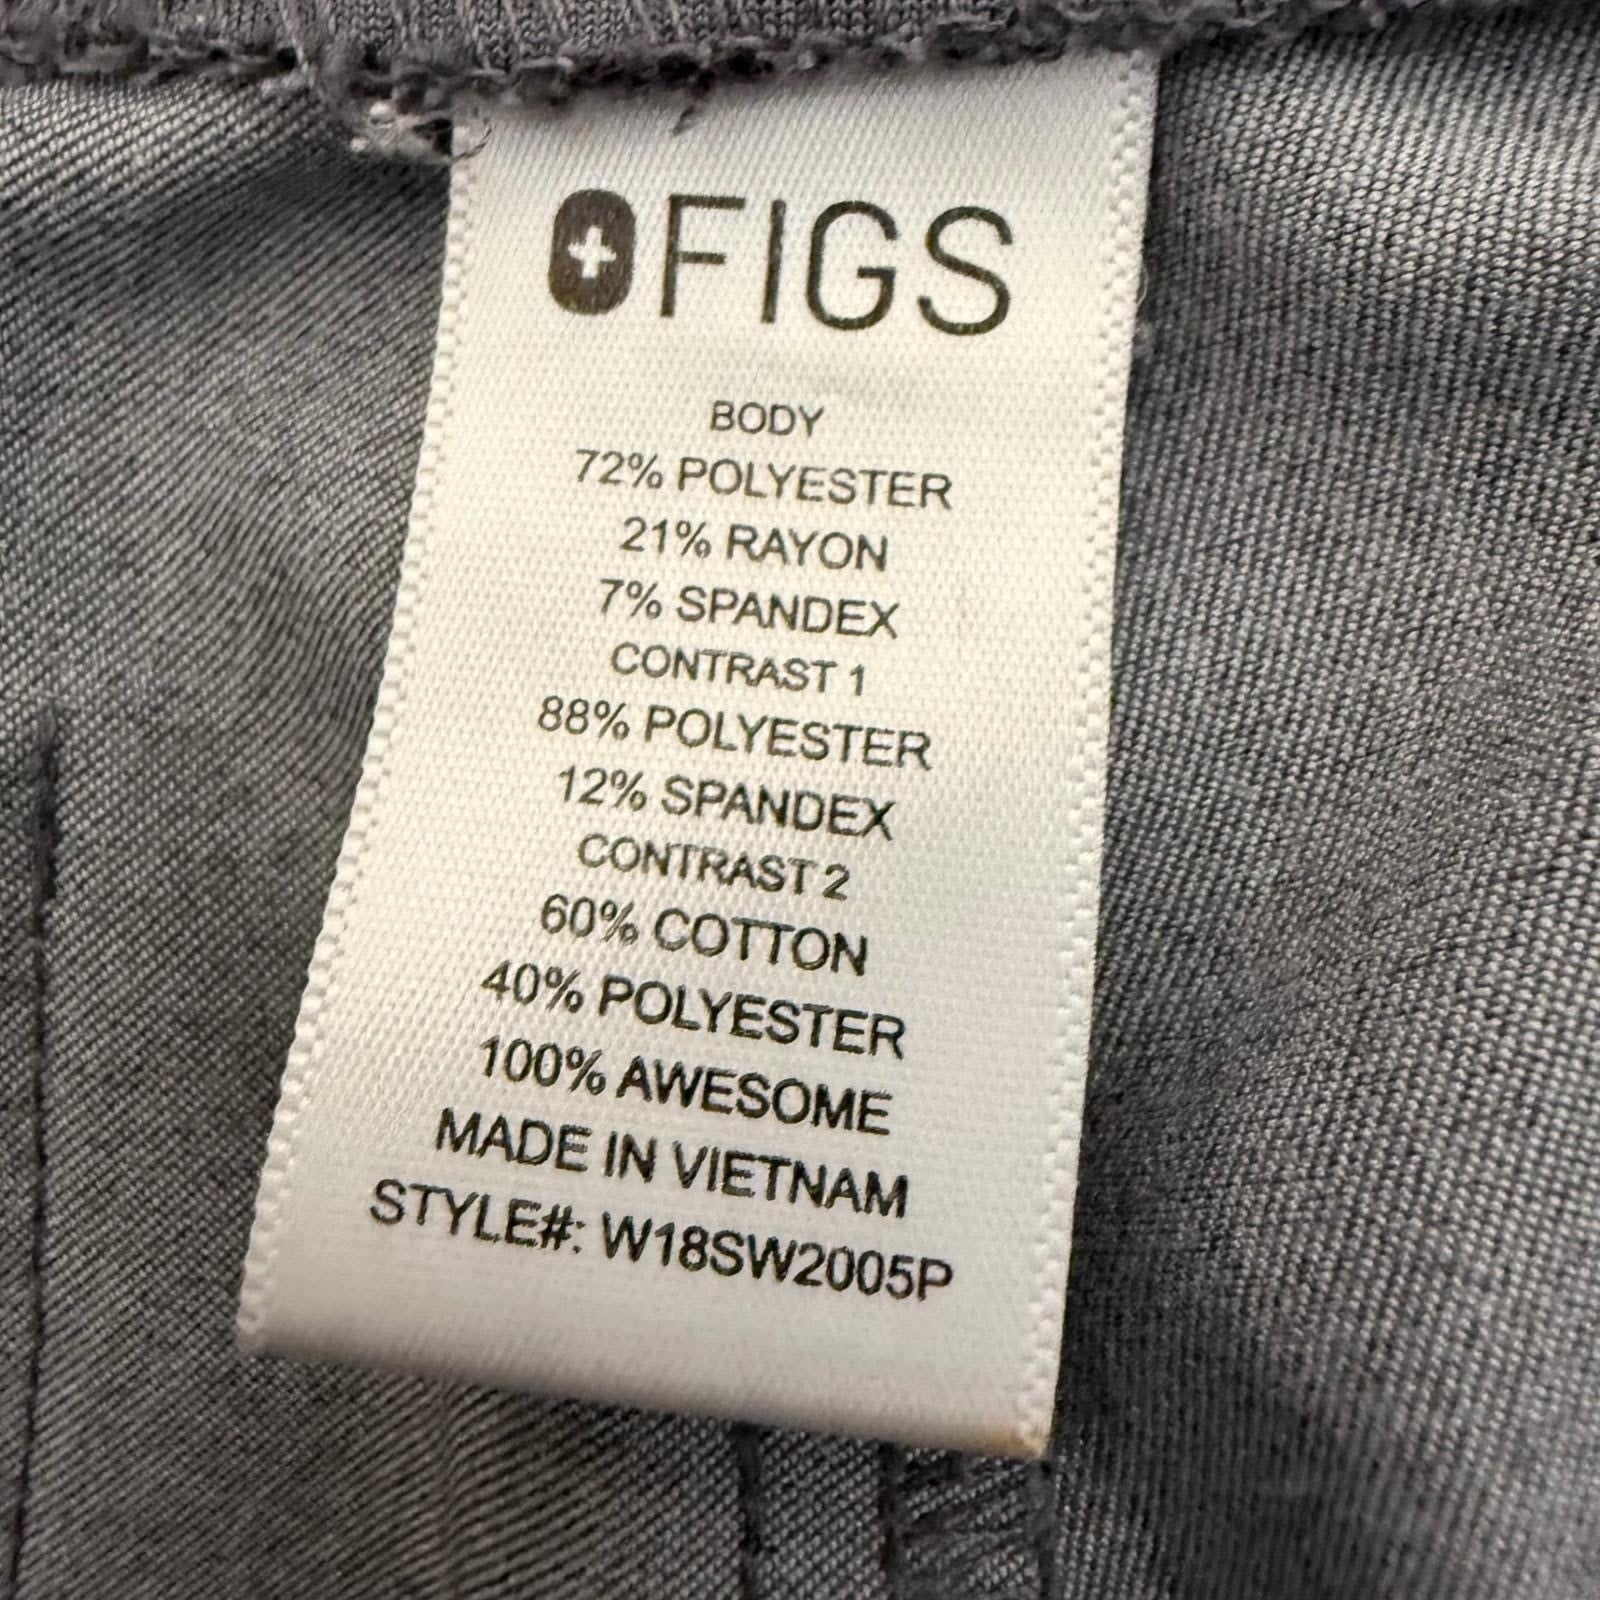 FIGS
BODY
72% POLYESTER
21% RAYON
7% SPANDEX
CONTRAST 1
88% POLYESTER
12% SPANDEX
CONTRAST 2
60% COTTON
40% POLYESTER
100% AWESOME
MADE IN VIETNAM
STYLE#: W18SW2005P